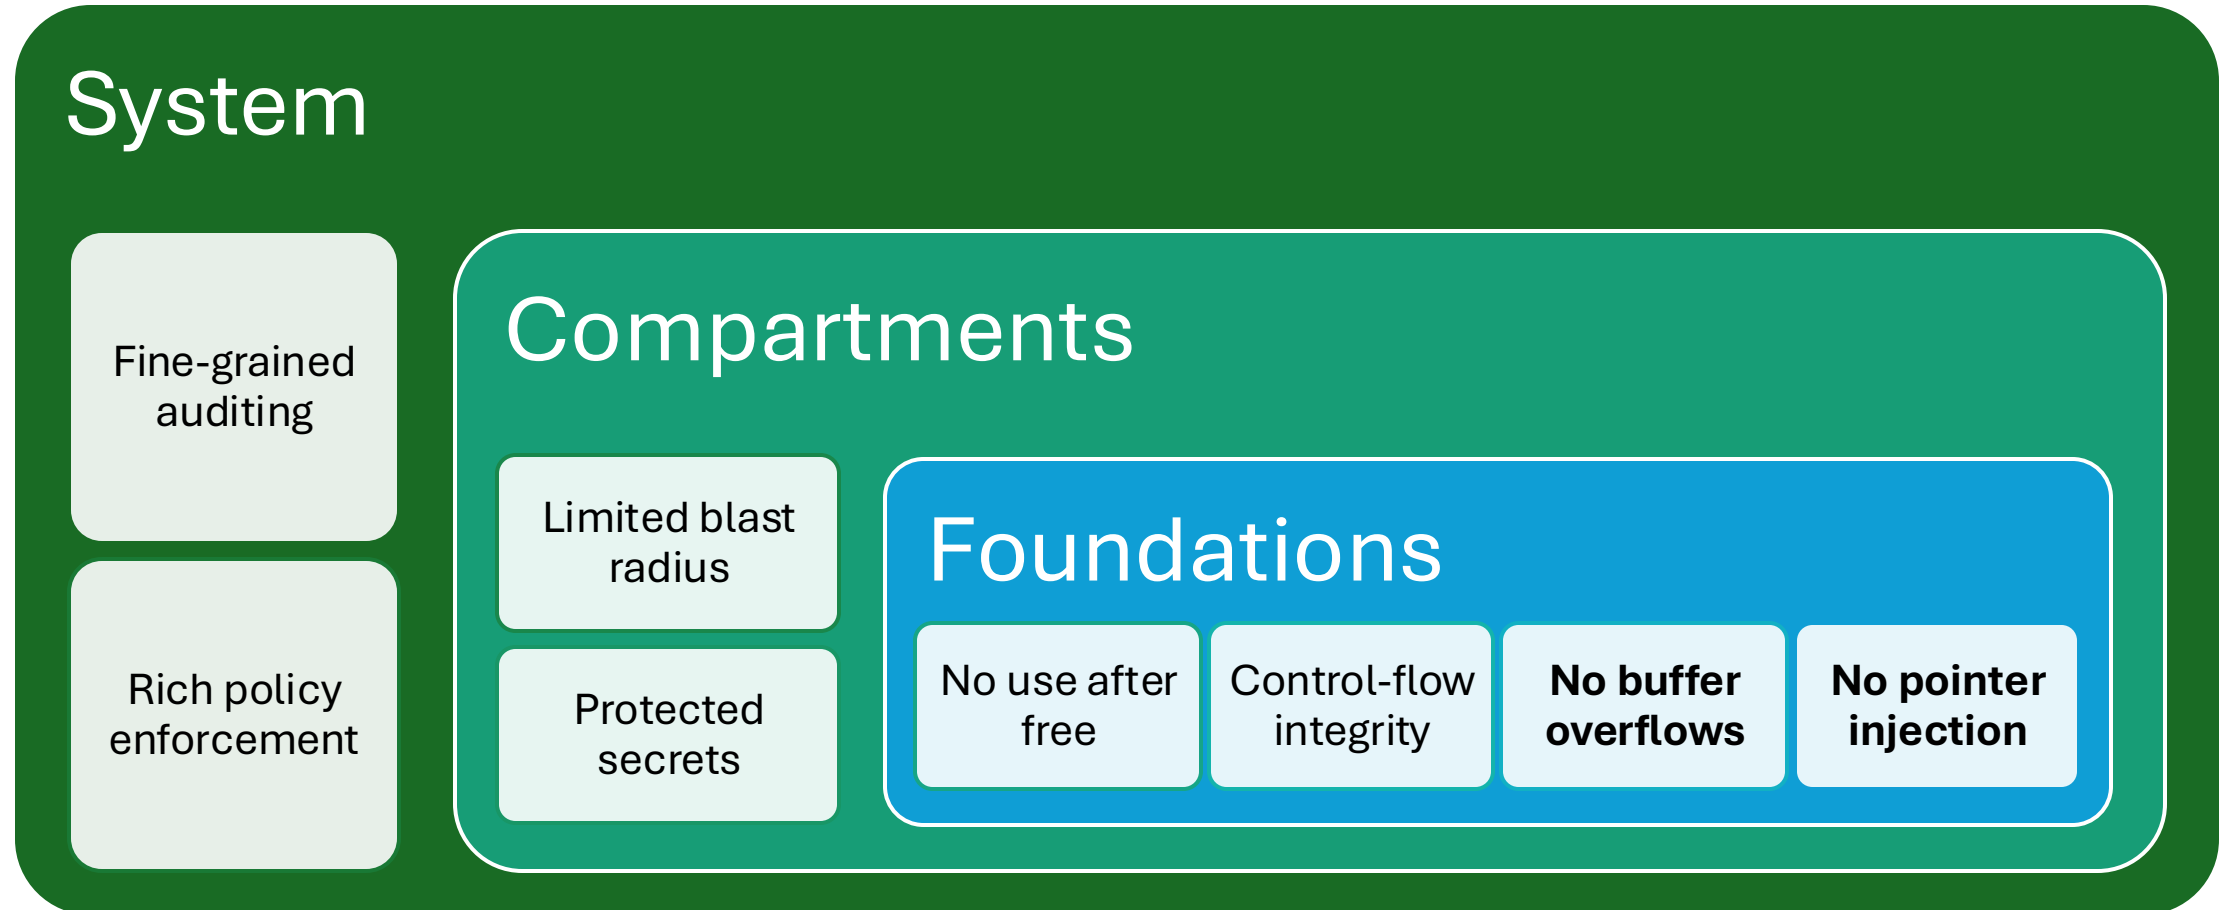 System
Fine-grained
auditing
Rich policy
enforcement
Compartments
Limited blast
radius
Protected
secrets
Foundations
No use after
free
Control-flow
integrity
No buffer
overflows
No pointer
injection